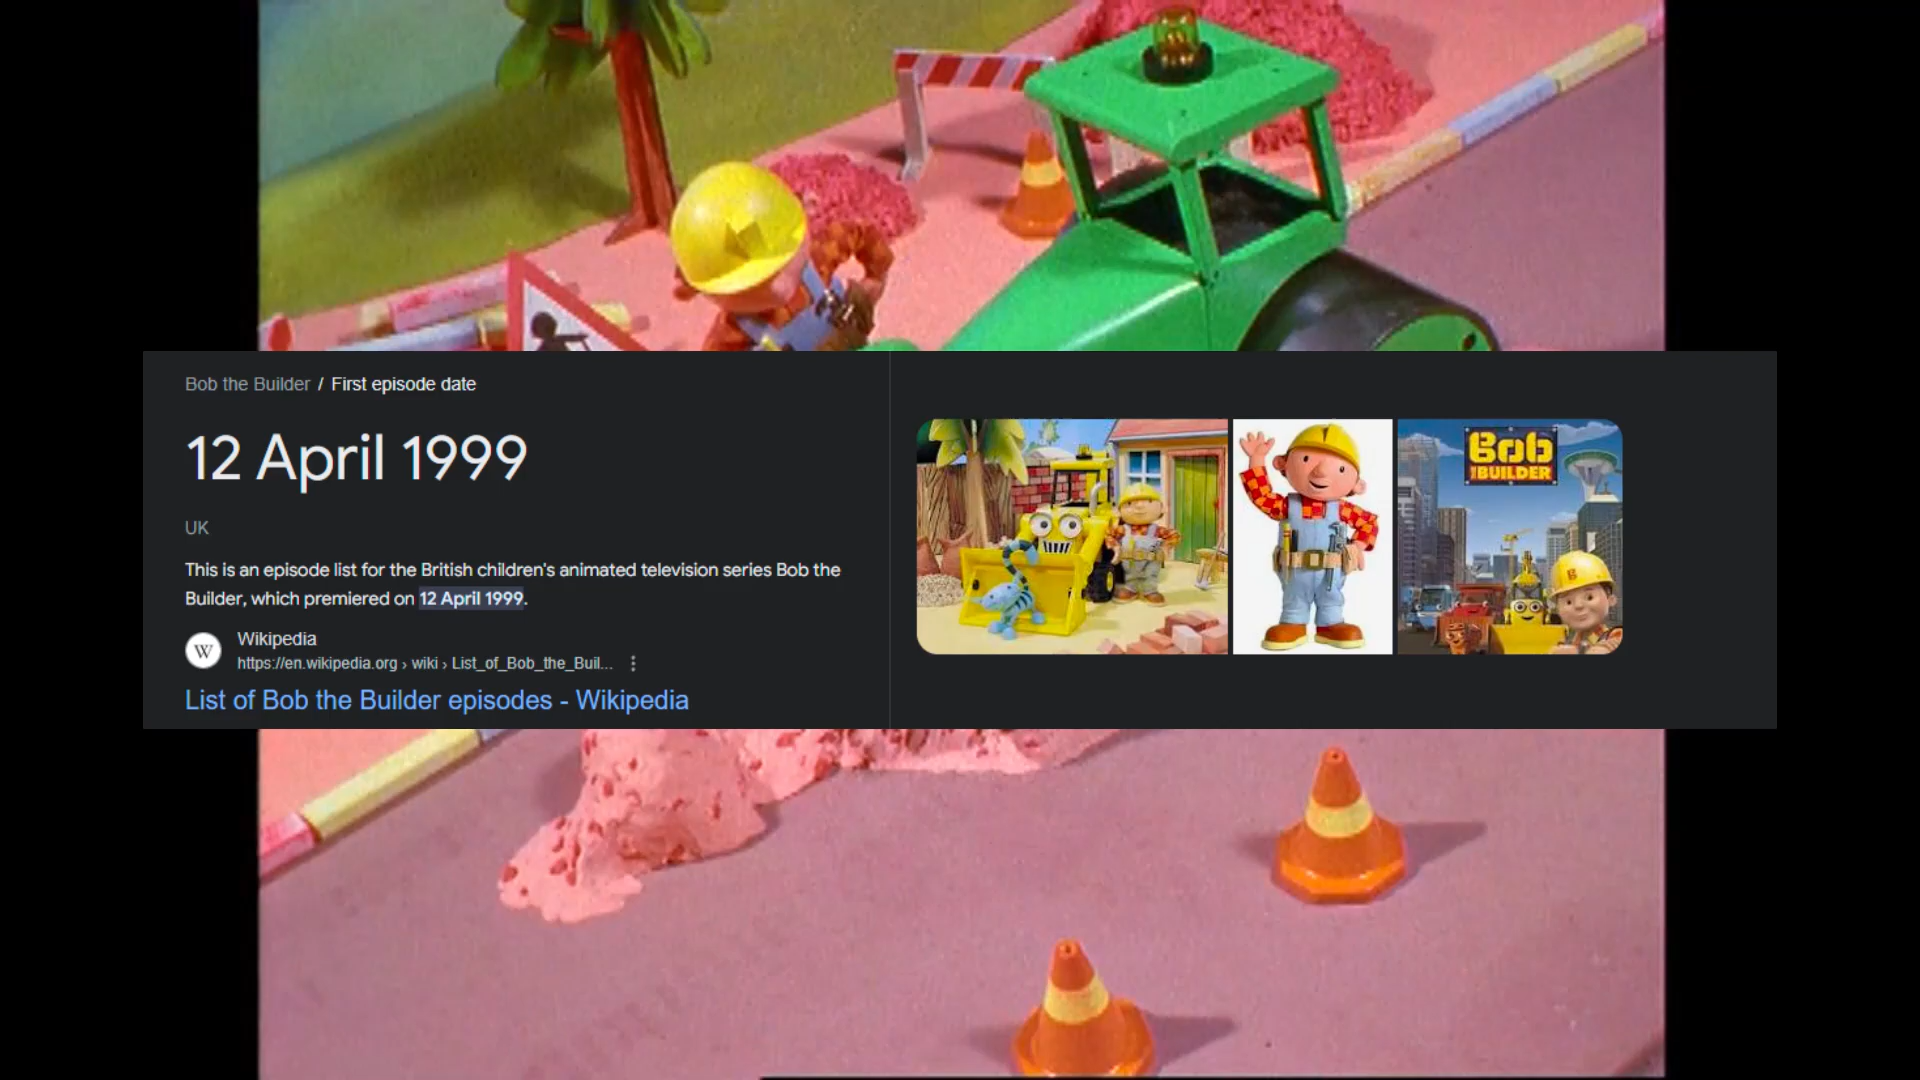 Bob the Builder / First episode date
12 April 1999
UK
This is an episode list for the British children's animated television series Bob the
Builder, which premiered on 12 April 1999.
W
Wikipedia
https://en.wikipedia.org › wiki › List_of_Bob_the_Buil...
List of Bob the Builder episodes - Wikipedia
Bob
THE BUILDER